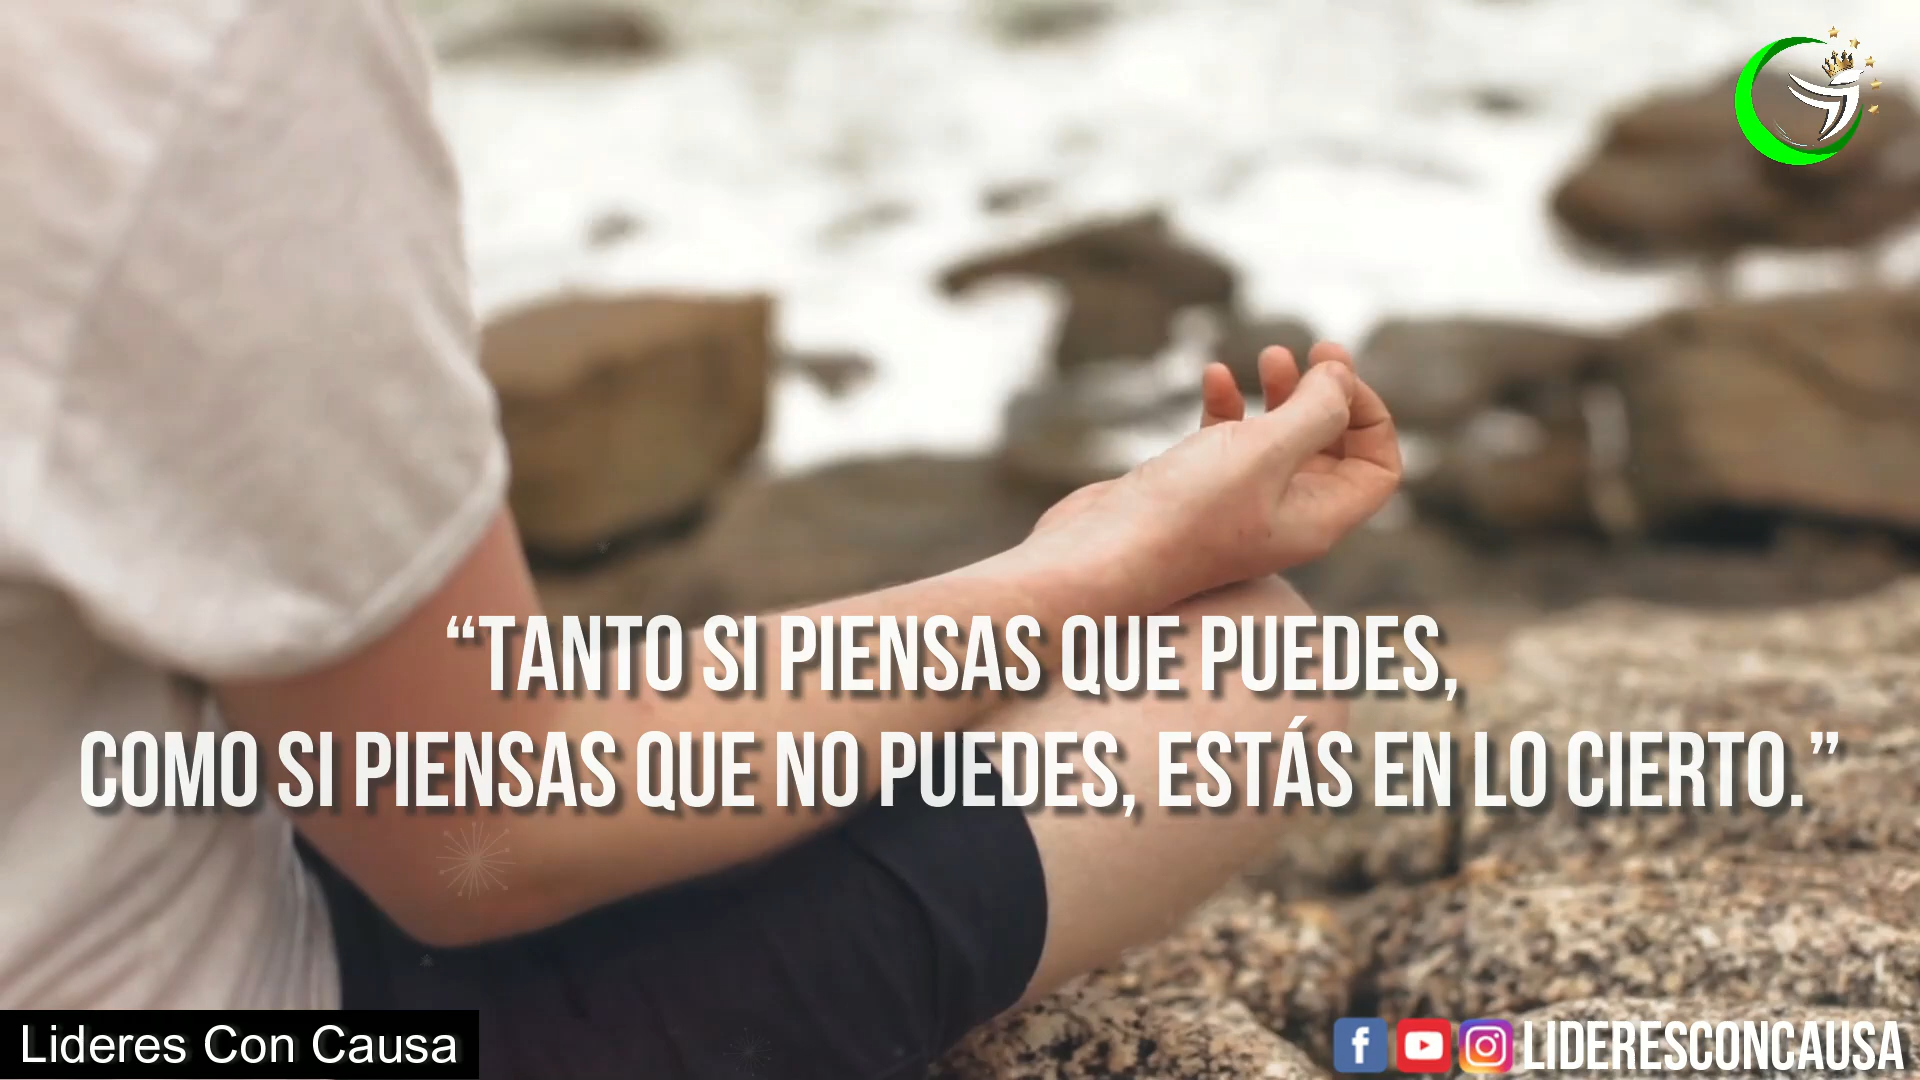 “TANTO SI PIENSAS QUE PUEDES,
COMO SI PIENSAS QUE NO PUEDES, ESTÁS EN LO CIERTO.”
Lideres Con Causa
LIDERESCONCAUSA